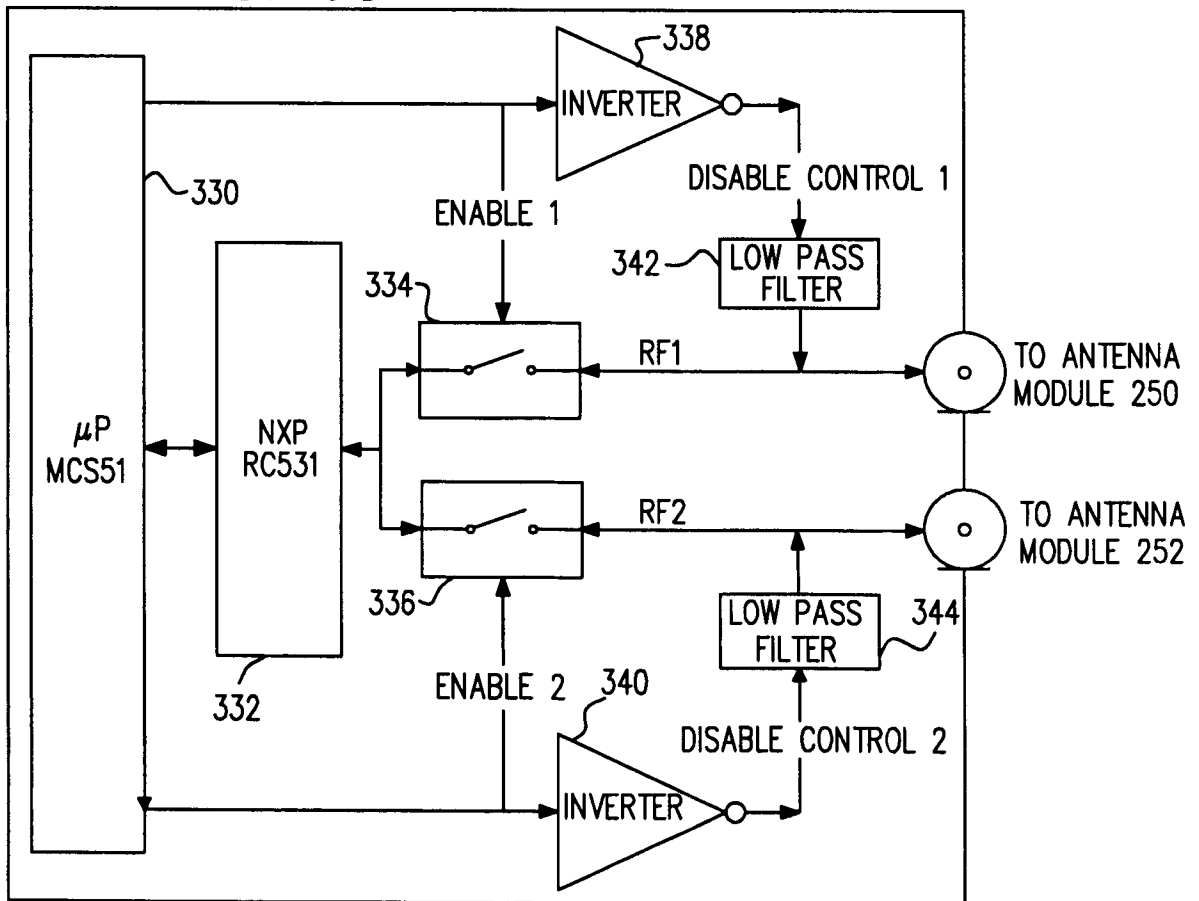 338
INVERTER
DISABLE CONTROL 1
330
ENABLE 1
342
LOW PASS
FILTER
334
RF1
TO ANTENNA
MODULE 250
µP
MCS51
NXP
RC531
RF2
TO ANTENNA
MODULE 252
336
LOW PASS
FILTER
344
332
ENABLE 2
340
DISABLE CONTROL 2
INVERTER